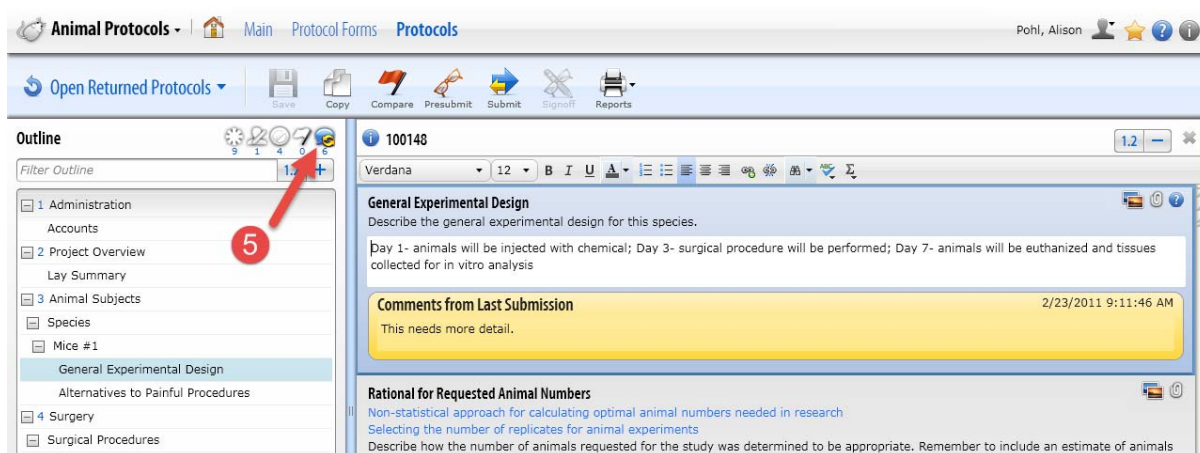 Animal Protocols
Main Protocol Forms Protocols
Pohl, Alison
Open Returned Protocols
Save Copy Compare Presubmit Submit Signoff Reports
Outline
9 1 4 0 6
Filter Outline
1 Administration
Accounts
2 Project Overview
Lay Summary
3 Animal Subjects
Species
Mice #1
General Experimental Design
Alternatives to Painful Procedures
4 Surgery
Surgical Procedures
5
100148
1.2
Verdana 12 B I U A
General Experimental Design
Describe the general experimental design for this species.
Day 1- animals will be injected with chemical; Day 3- surgical procedure will be performed; Day 7- animals will be euthanized and tissues
collected for in vitro analysis
Comments from Last Submission 2/23/2011 9:11:46 AM
This needs more detail.
Rational for Requested Animal Numbers
Non-statistical approach for calculating optimal animal numbers needed in research
Selecting the number of replicates for animal experiments
Describe how the number of animals requested for the study was determined to be appropriate. Remember to include an estimate of animals